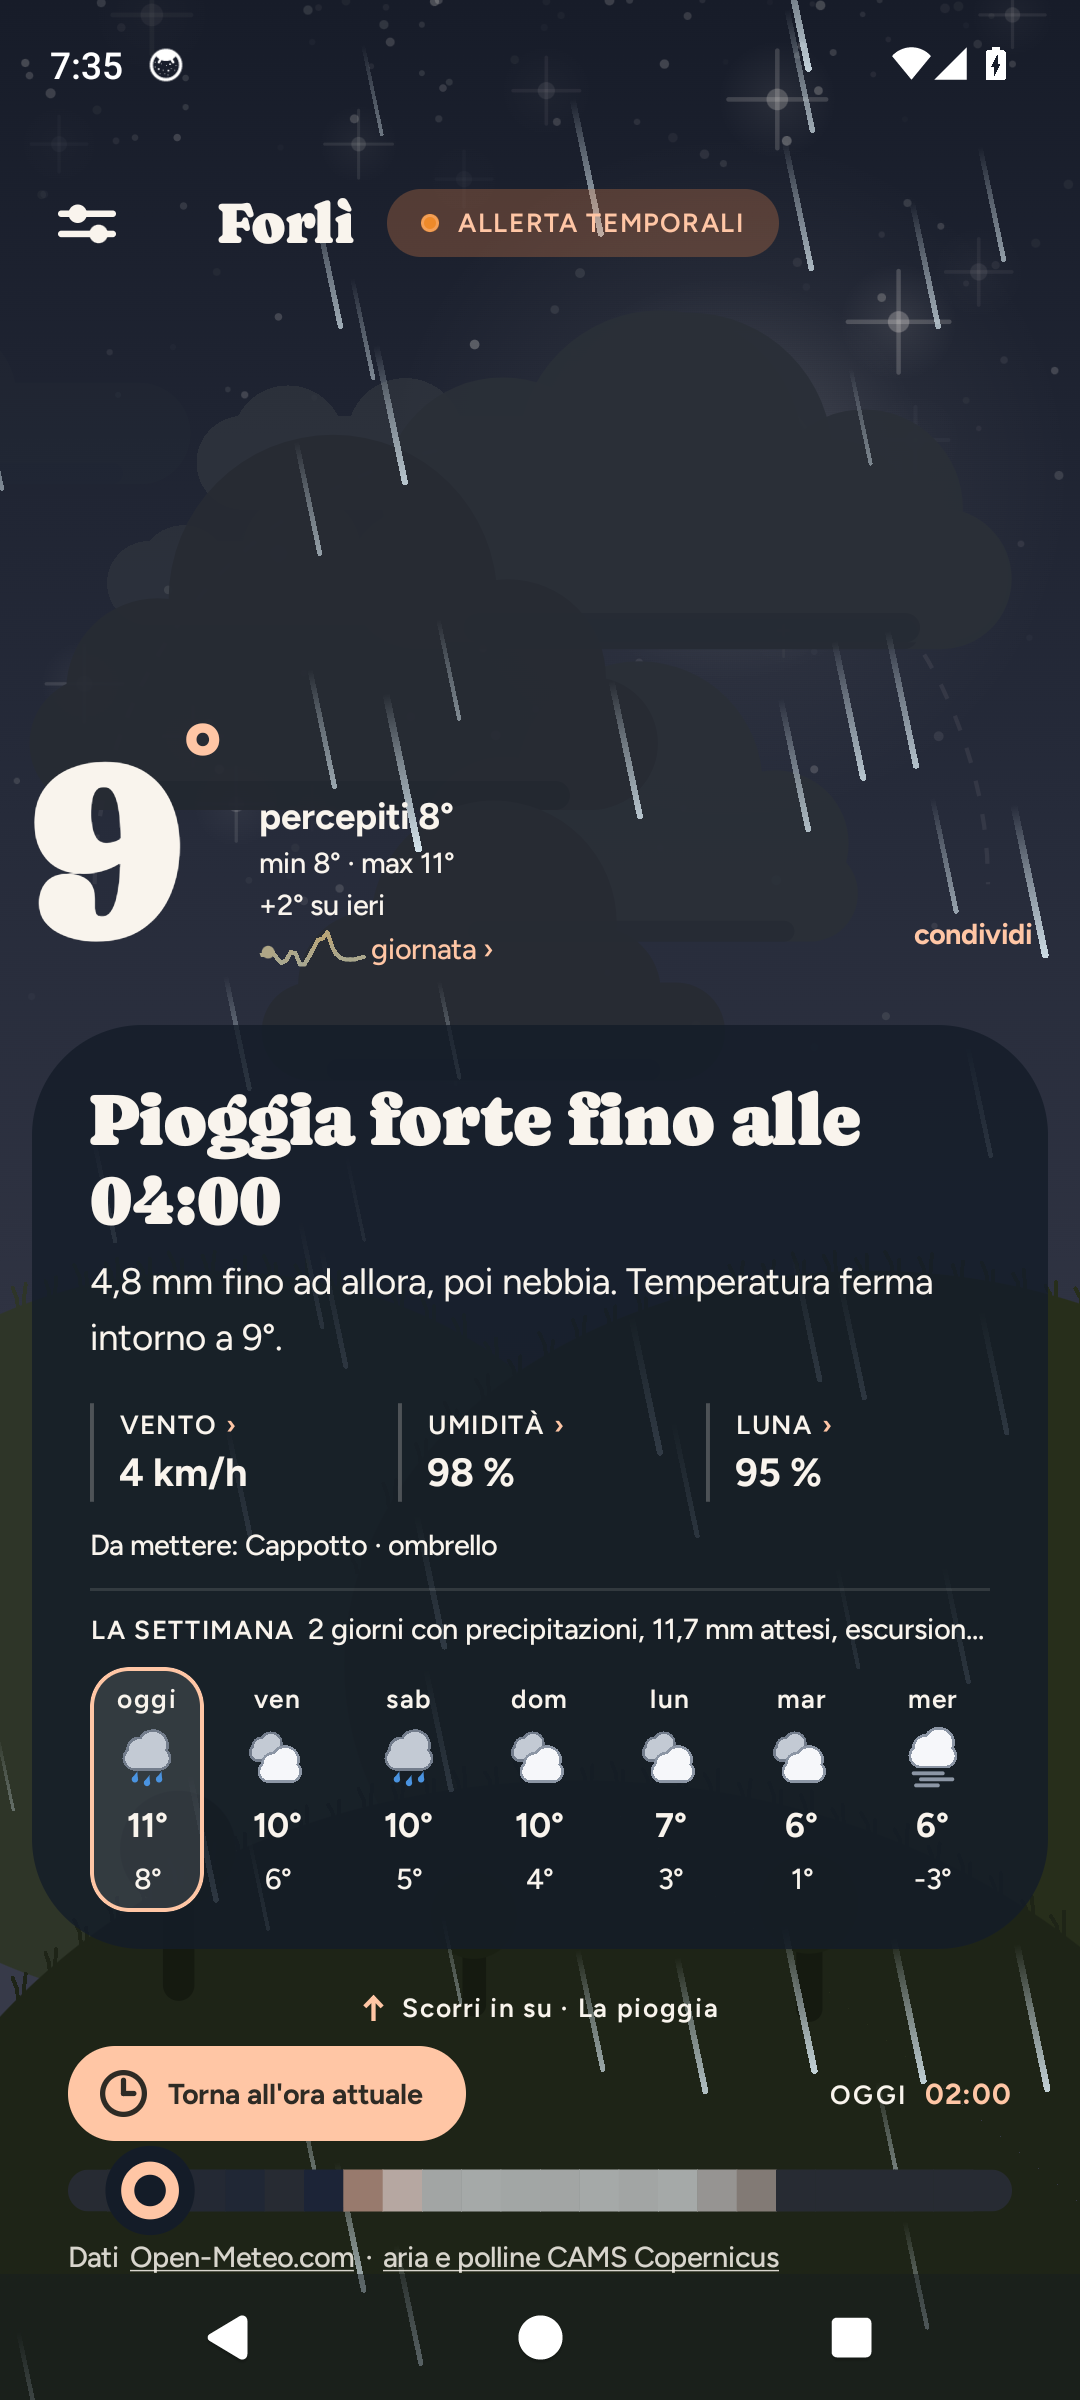 7:35
Forlì
ALLERTA TEMPORALI
9°
percepiti 8°
min 8° · max 11°
+2° su ieri
giornata ›
condividi
Pioggia forte fino alle
04:00
4,8 mm fino ad allora, poi nebbia. Temperatura ferma
intorno a 9°.
VENTO › UMIDITÀ › LUNA ›
4 km/h 98 % 95 %
Da mettere: Cappotto · ombrello
LA SETTIMANA 2 giorni con precipitazioni, 11,7 mm attesi, escursion...
oggi ven sab dom lun mar mer
11° 10° 10° 10° 7° 6° 6°
8° 6° 5° 4° 3° 1° -3°
↑ Scorri in su · La pioggia
Torna all'ora attuale
OGGI 02:00
Dati Open-Meteo.com · aria e polline CAMS Copernicus